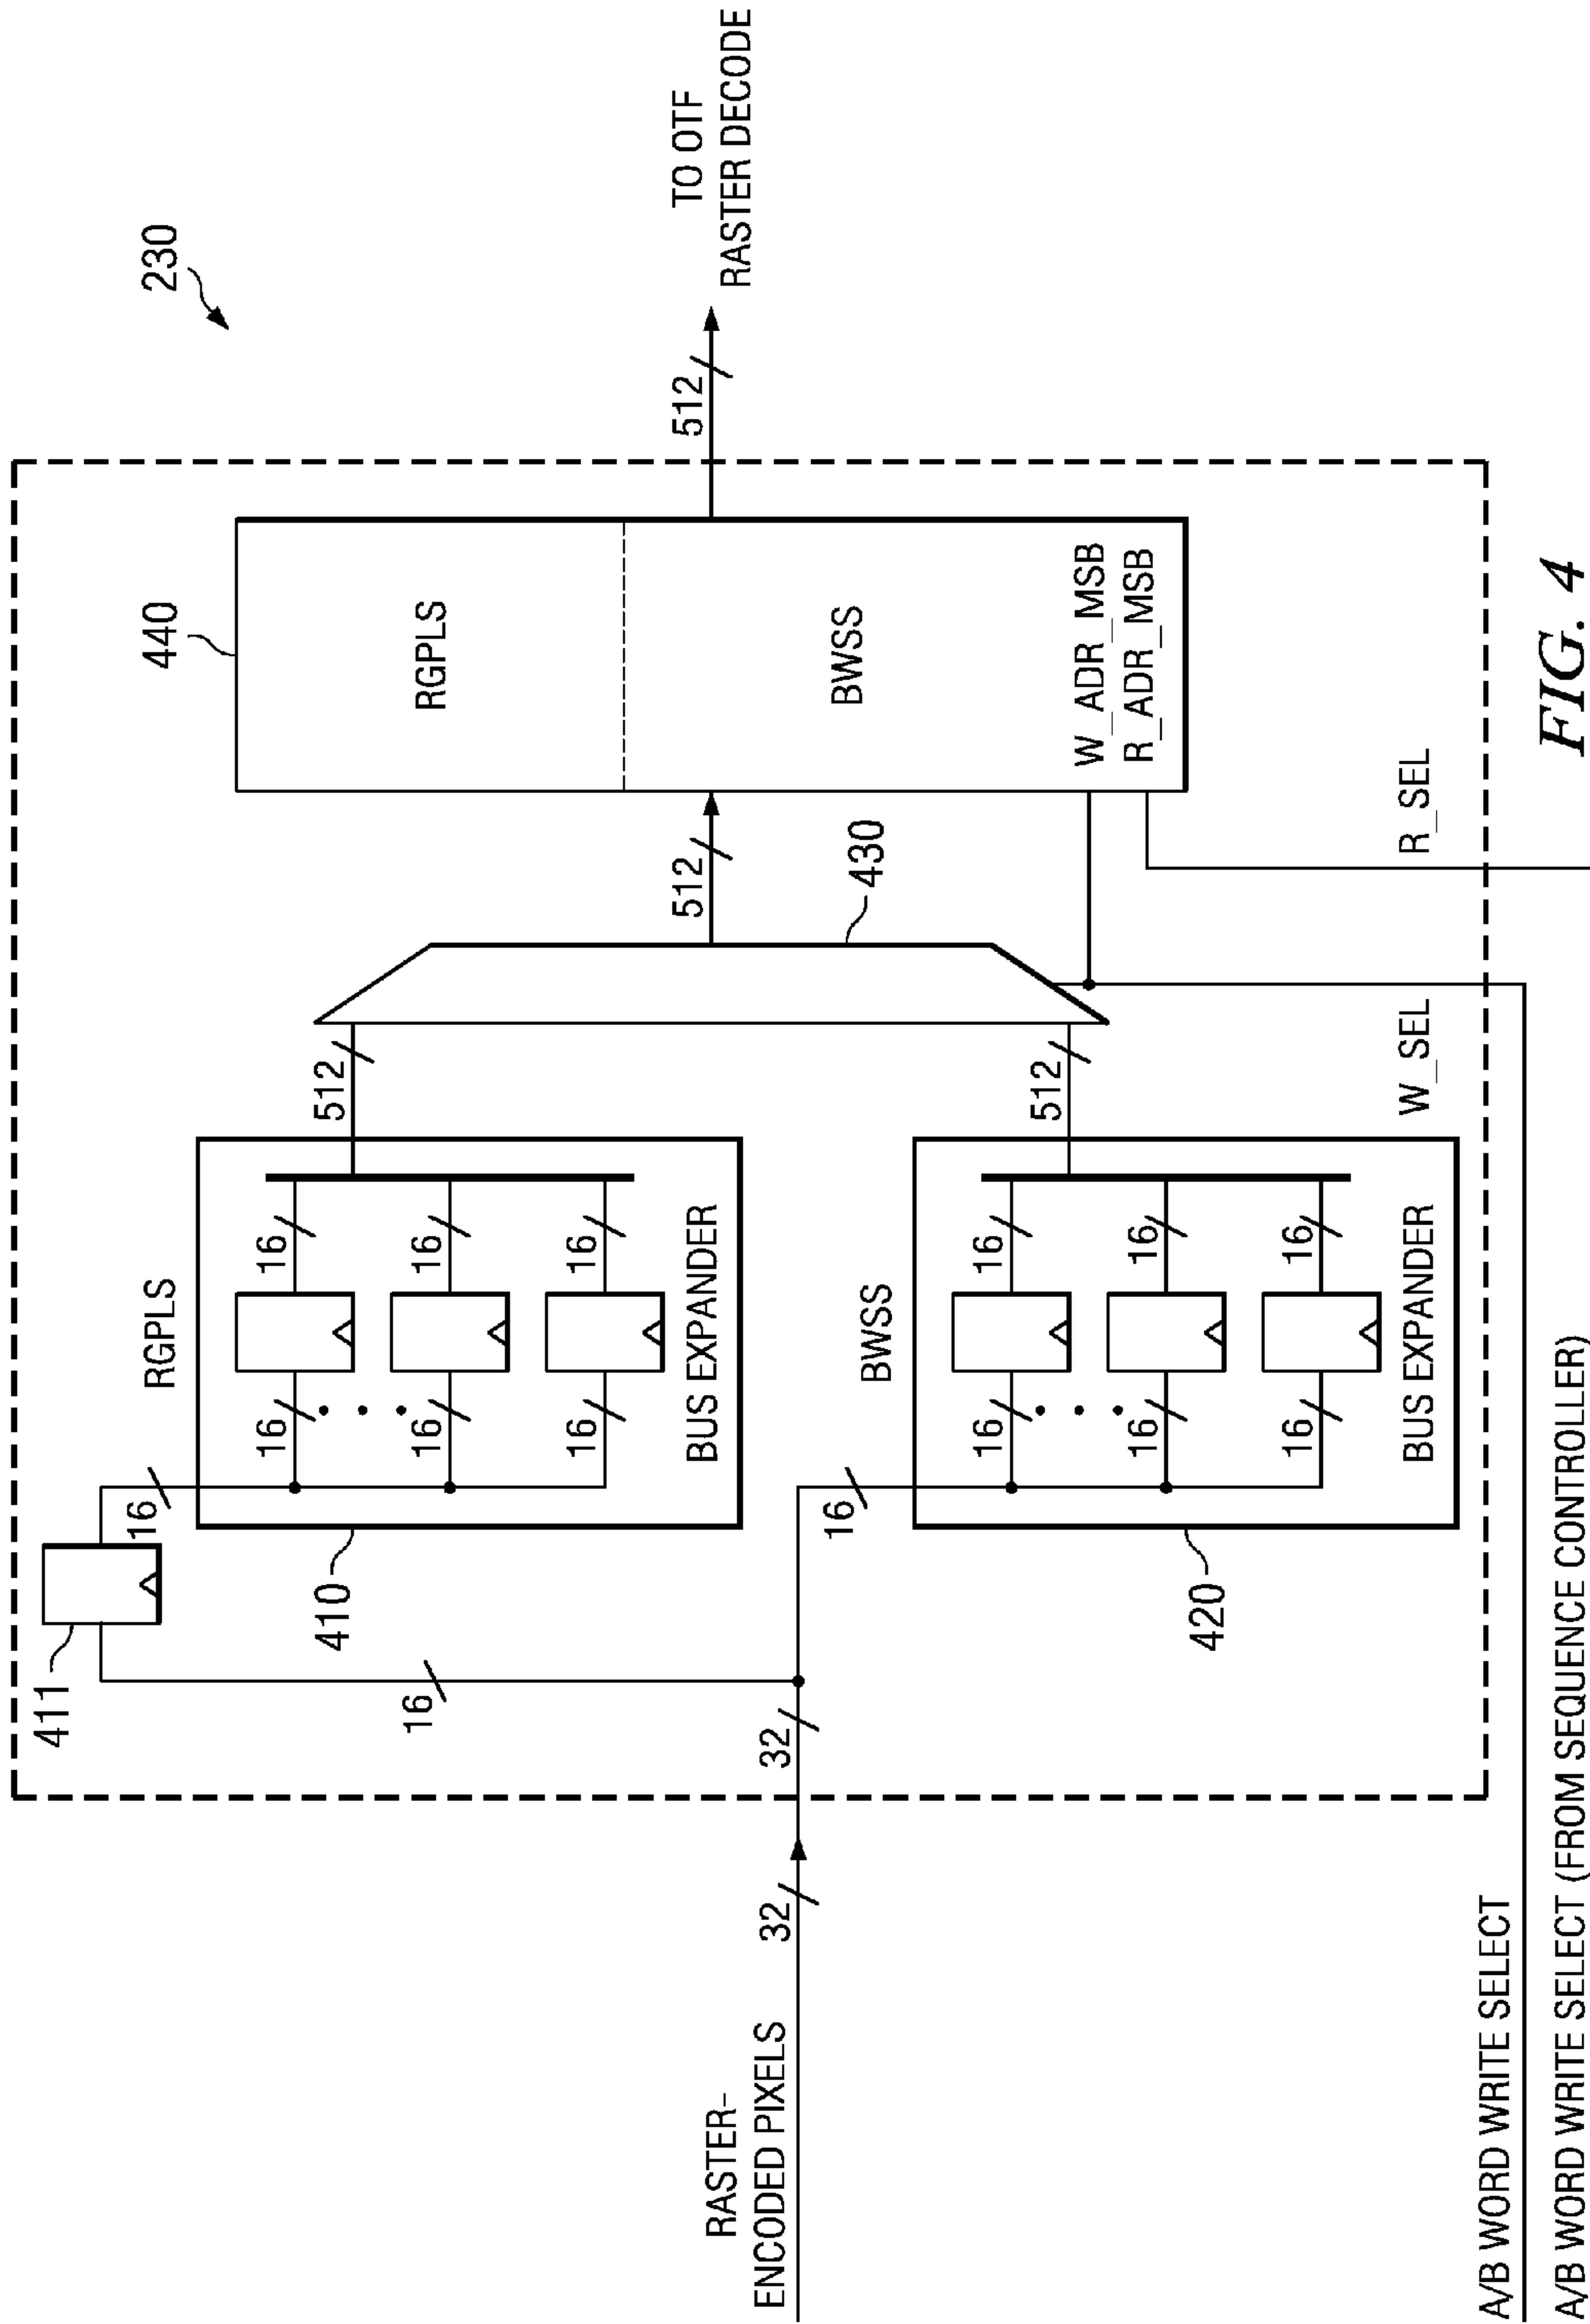 230
411
16
RGPLS
440
16
16
16
16
16
16
16
BUS EXPANDER
410
512
RGPLS
RASTER-
ENCODED PIXELS
32
32
512
512
TO OTF
RASTER DECODE
430
BWSS
16
BWSS
16
16
16
16
16
16
BUS EXPANDER
420
512
W_ADR_MSB
R_ADR_MSB
W_SEL
R_SEL
A/B WORD WRITE SELECT
A/B WORD WRITE SELECT (FROM SEQUENCE CONTROLLER)
FIG. 4